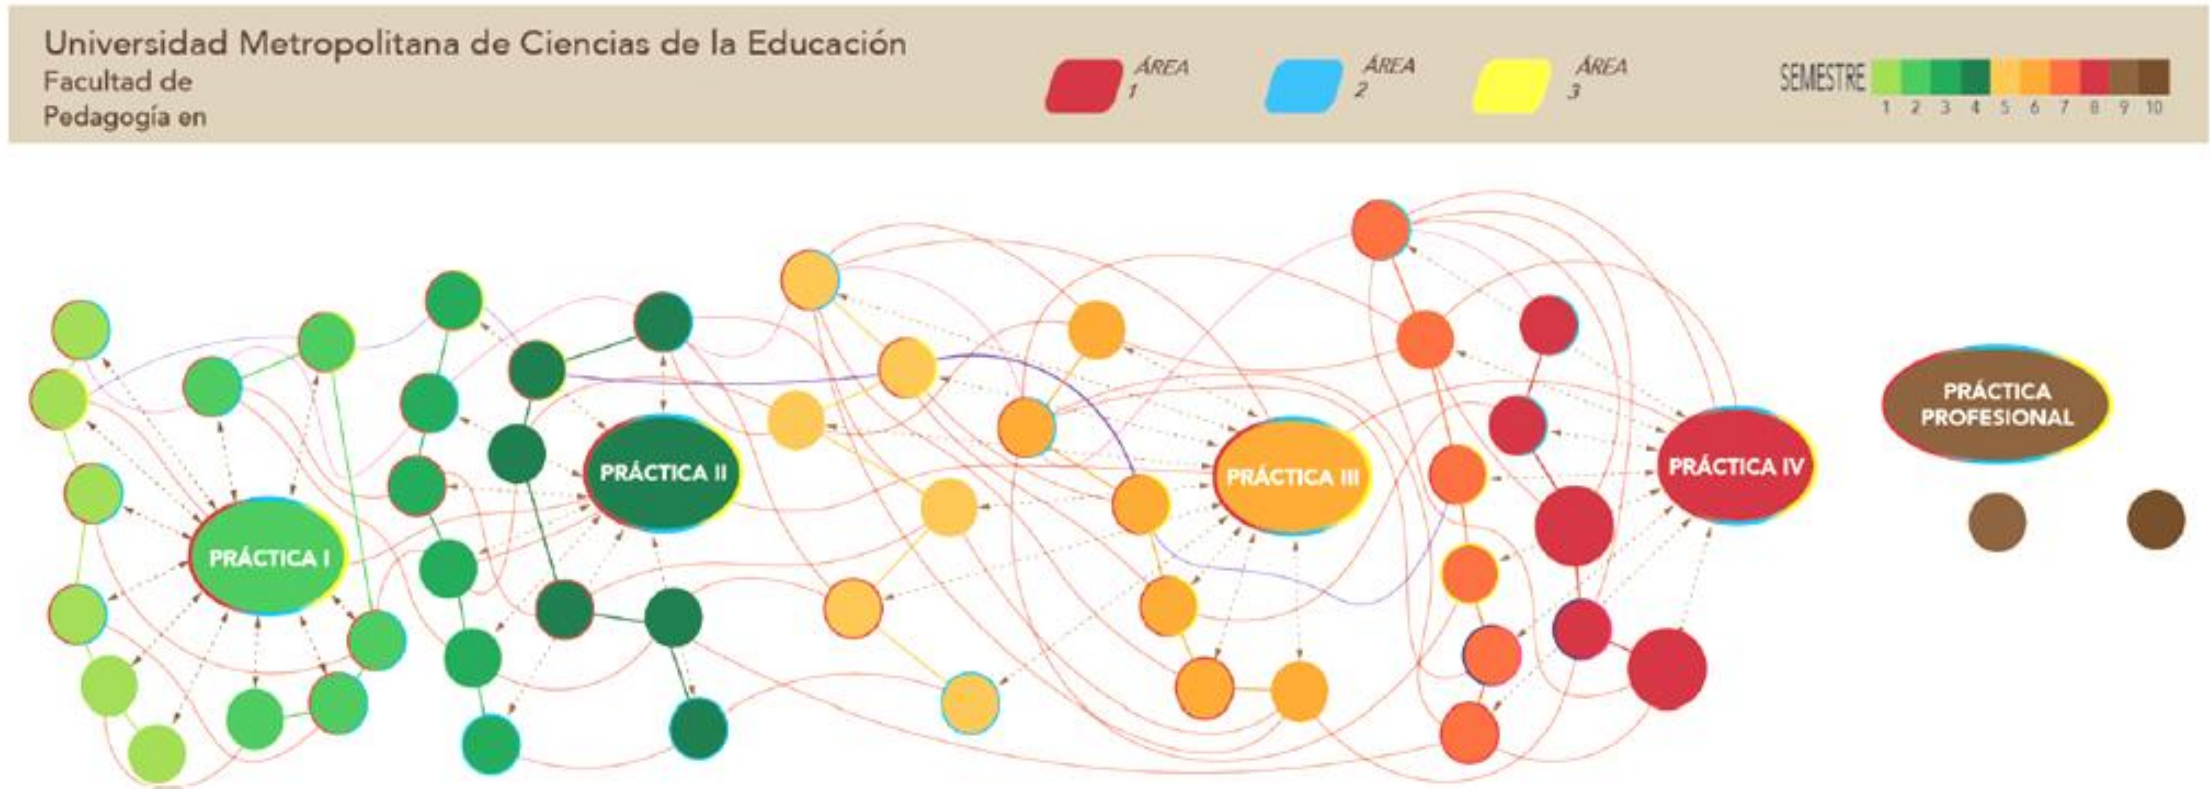 Universidad Metropolitana de Ciencias de la Educación
Facultad de
Pedagogía en
ÁREA
1
ÁREA
2
ÁREA
3
SEMESTRE
1 2 3 4 5 6 7 8 9 10
PRÁCTICA I
PRÁCTICA II
PRÁCTICA III
PRÁCTICA IV
PRÁCTICA
PROFESIONAL